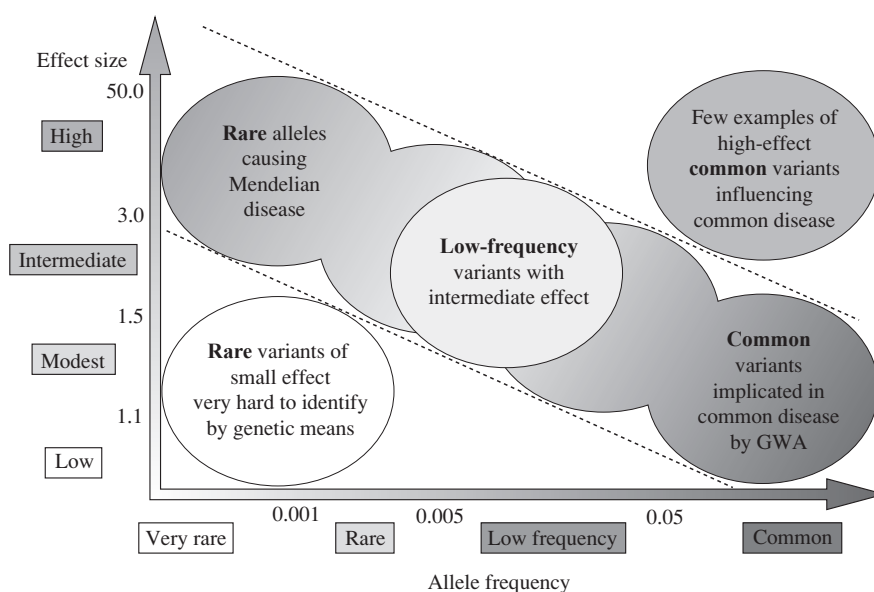 Effect size
50.0
High
3.0
Intermediate
1.5
Modest
1.1
Low
Rare alleles
causing
Mendelian
disease
Few examples of
high-effect
common variants
influencing
common disease
Low-frequency
variants with
intermediate effect
Rare variants of
small effect
very hard to identify
by genetic means
Common
variants
implicated in
common disease
by GWA
0.001
0.005
0.05
Very rare
Rare
Low frequency
Common
Allele frequency